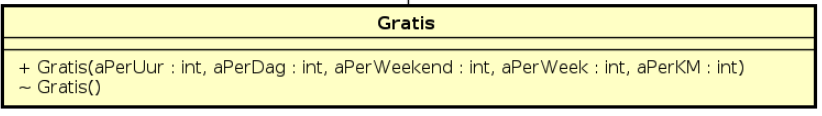 Gratis
+ Gratis(aPerUur : int, aPerDag : int, aPerWeekend : int, aPerWeek : int, aPerKM : int)
~ Gratis()